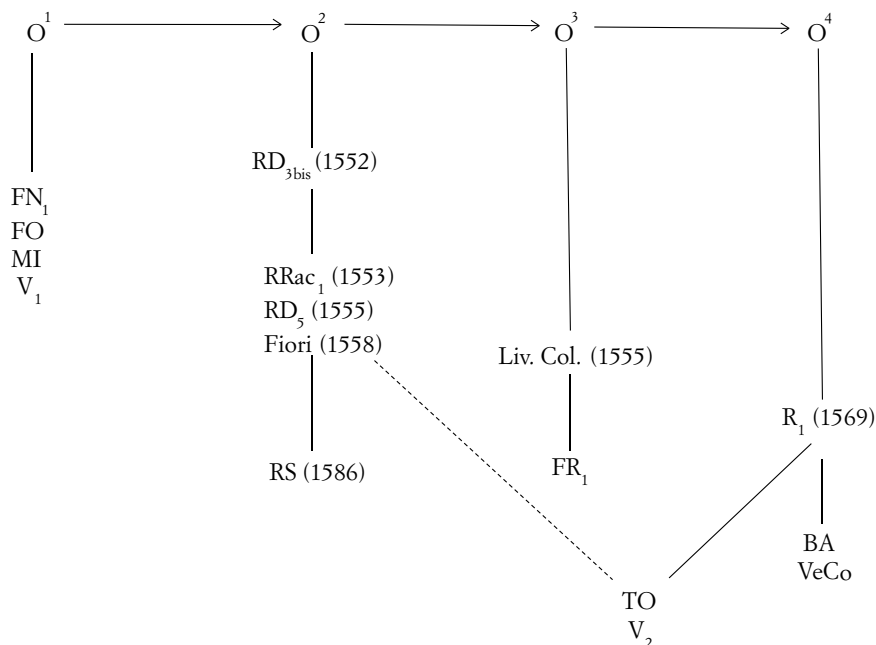 O¹ O² O³ O⁴
RD₃bis (1552)
FN₁
FO
MI
V₁
RRac₁ (1553)
RD₅ (1555)
Fiori (1558)
Liv. Col. (1555)
R₁ (1569)
RS (1586)
FR₁
BA
VeCo
TO
V₂